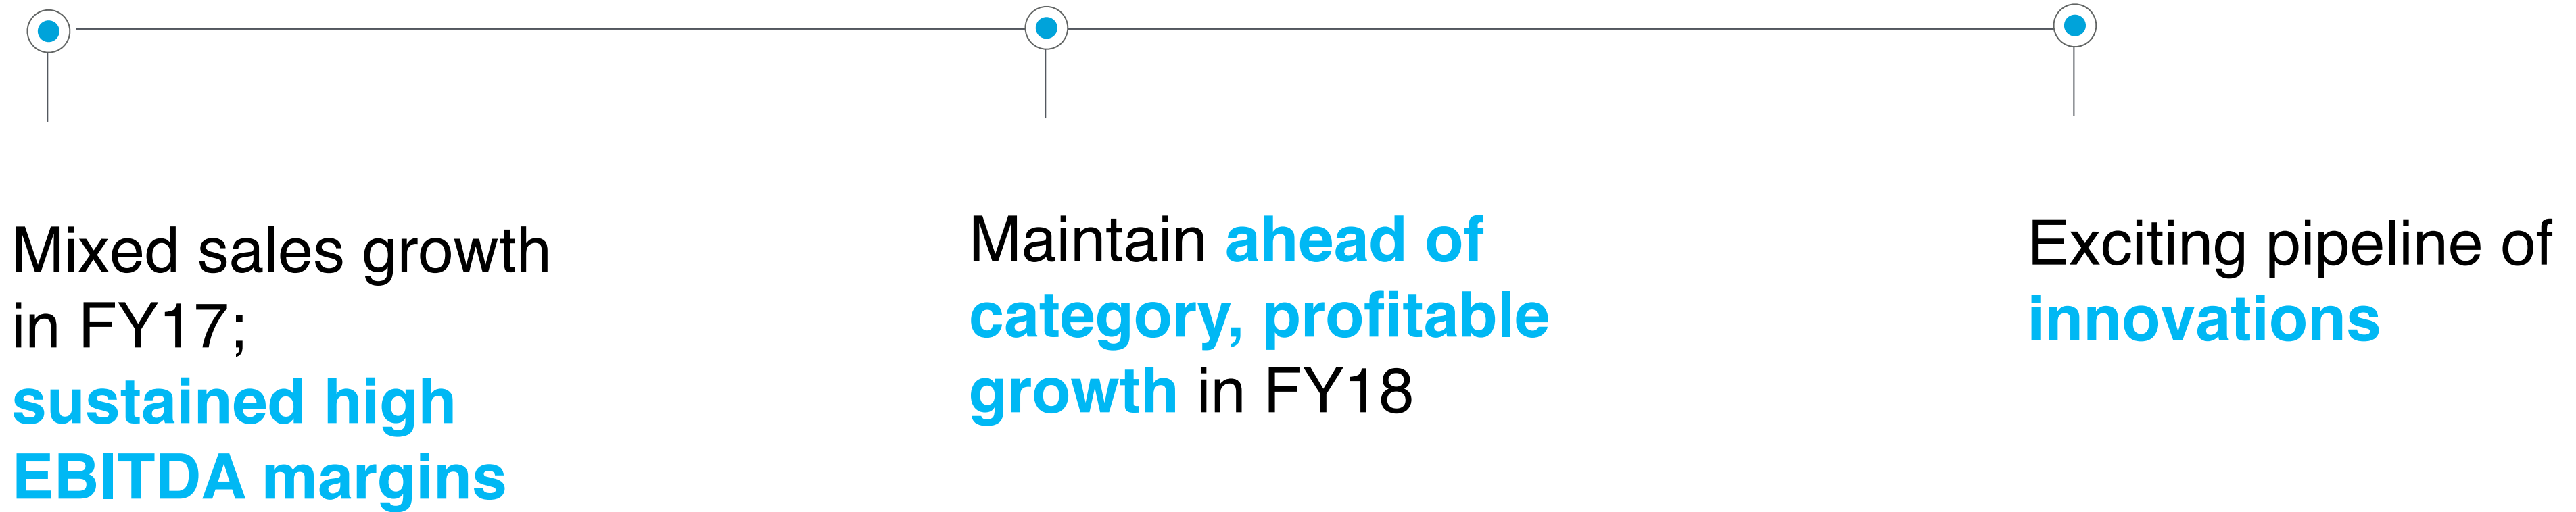 Mixed sales growth
in FY17;
sustained high
EBITDA margins
Maintain ahead of
category, profitable
growth in FY18
Exciting pipeline of
innovations